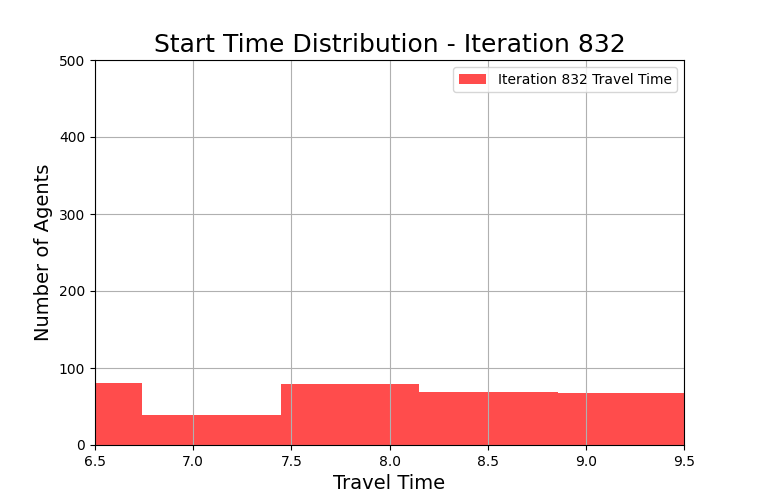 Start Time Distribution - Iteration 832
500
400
300
200
100
0
Number of Agents
Iteration 832 Travel Time
6.5 7.0 7.5 8.0 8.5 9.0 9.5
Travel Time